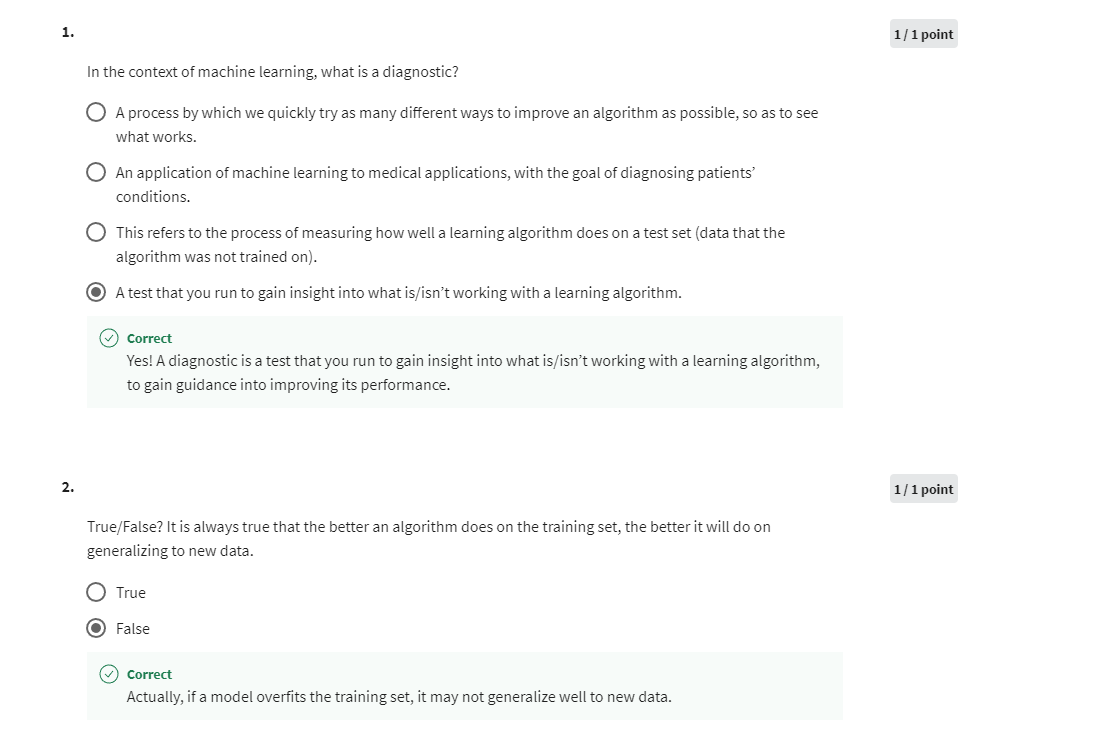 1.
1 / 1 point
In the context of machine learning, what is a diagnostic?
A process by which we quickly try as many different ways to improve an algorithm as possible, so as to see
what works.
An application of machine learning to medical applications, with the goal of diagnosing patients’
conditions.
This refers to the process of measuring how well a learning algorithm does on a test set (data that the
algorithm was not trained on).
A test that you run to gain insight into what is/isn’t working with a learning algorithm.
Correct
Yes! A diagnostic is a test that you run to gain insight into what is/isn’t working with a learning algorithm,
to gain guidance into improving its performance.
2.
1 / 1 point
True/False? It is always true that the better an algorithm does on the training set, the better it will do on
generalizing to new data.
True
False
Correct
Actually, if a model overfits the training set, it may not generalize well to new data.